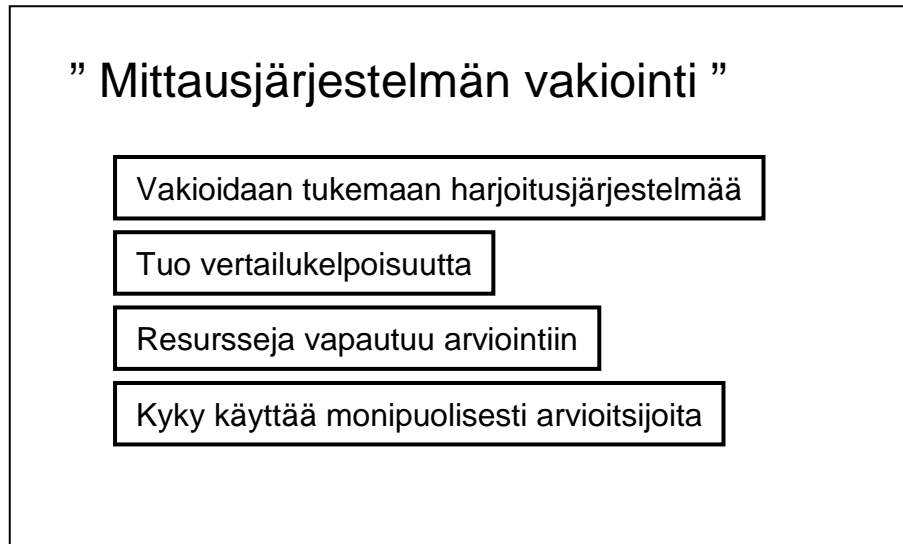 ” Mittausjärjestelmän vakiointi ”
Vakioidaan tukemaan harjoitusjärjestelmää
Tuo vertailukelpoisuutta
Resursseja vapautuu arviointiin
Kyky käyttää monipuolisesti arvioitsijoita